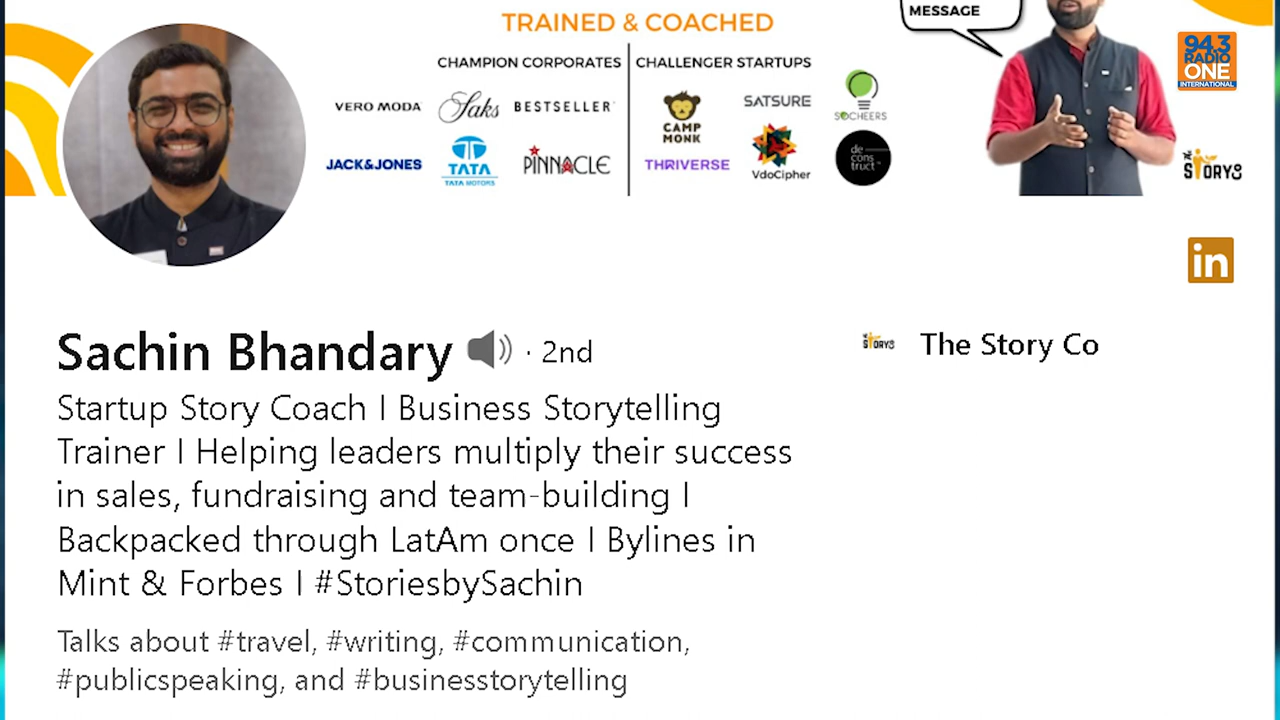 TRAINED & COACHED
MESSAGE
CHAMPION CORPORATES
CHALLENGER STARTUPS
VERO MODA
Saks
BESTSELLER
CAMP
MONK
SATSURE
SOCHEERS
JACK&JONES
TATA
TATA MOTORS
PINNACLE
THRIVERSE
VdoCipher
de
cons
truct
94.3
RADIO
ONE
INTERNATIONAL
THE
STORYCO
in
Sachin Bhandary · 2nd
The Story Co
Startup Story Coach I Business Storytelling
Trainer I Helping leaders multiply their success
in sales, fundraising and team-building I
Backpacked through LatAm once I Bylines in
Mint & Forbes I #StoriesbySachin
Talks about #travel, #writing, #communication,
#publicspeaking, and #businesstorytelling